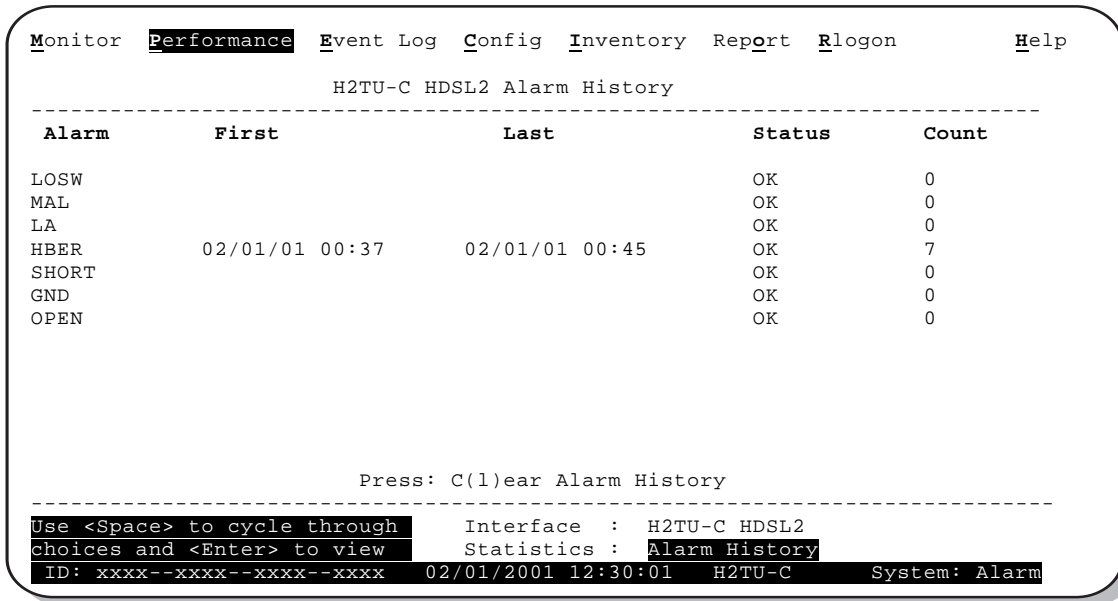 Monitor Performance Event Log Config Inventory Report Rlogon Help
H2TU-C HDSL2 Alarm History
--------------------------------------------------------------------------------
Alarm First Last Status Count
LOSW OK 0
MAL OK 0
LA OK 0
HBER 02/01/01 00:37 02/01/01 00:45 OK 7
SHORT OK 0
GND OK 0
OPEN OK 0
Press: C(l)ear Alarm History
--------------------------------------------------------------------------------
Use <Space> to cycle through Interface : H2TU-C HDSL2
choices and <Enter> to view Statistics : Alarm History
ID: xxxx--xxxx--xxxx--xxxx 02/01/2001 12:30:01 H2TU-C System: Alarm